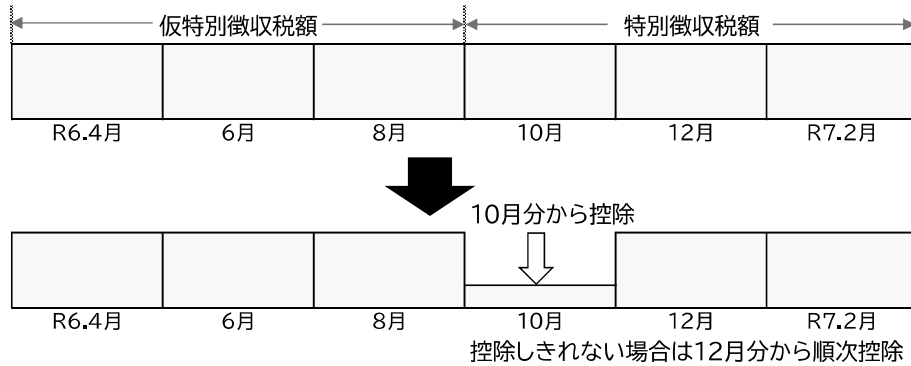 仮特別徴収税額 特別徴収税額
R6.4月 6月 8月 10月 12月 R7.2月
10月分から控除
R6.4月 6月 8月 10月 12月 R7.2月
控除しきれない場合は12月分から順次控除